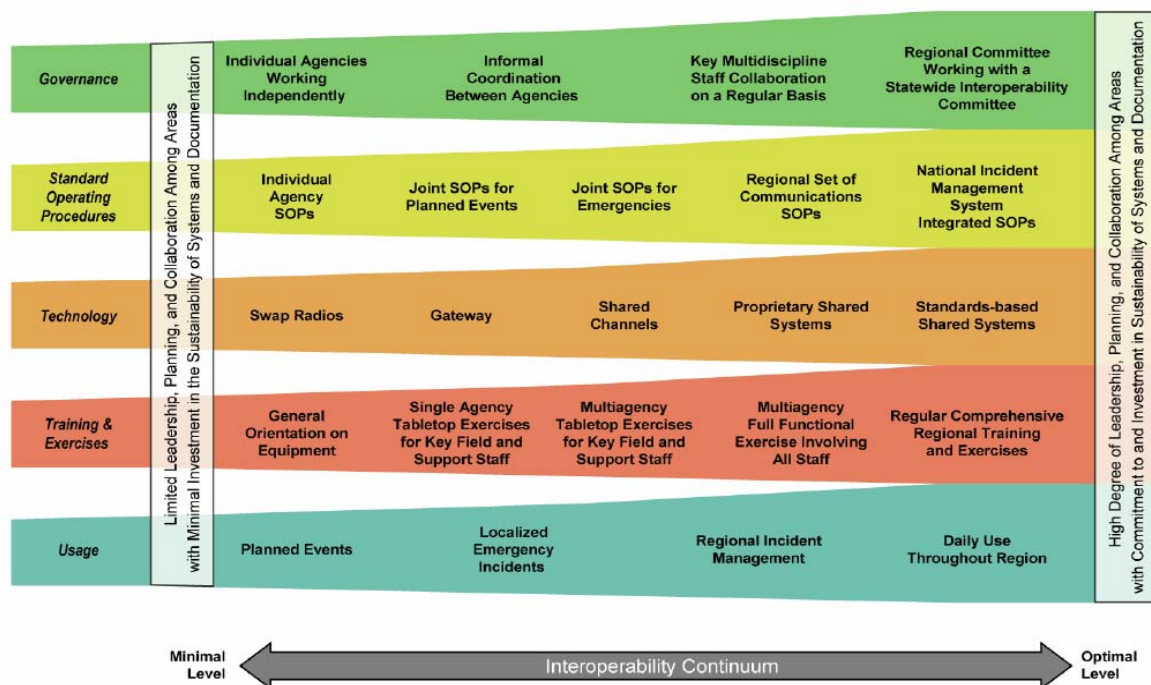 Governance
Individual Agencies
Working
Independently
Informal
Coordination
Between Agencies
Key Multidiscipline
Staff Collaboration
on a Regular Basis
Regional Committee
Working with a
Statewide Interoperability
Committee
Standard
Operating
Procedures
Individual
Agency
SOPs
Joint SOPs for
Planned Events
Joint SOPs for
Emergencies
Regional Set of
Communications
SOPs
National Incident
Management
System
Integrated SOPs
Technology
Swap Radios
Gateway
Shared
Channels
Proprietary Shared
Systems
Standards-based
Shared Systems
Training &
Exercises
General
Orientation on
Equipment
Single Agency
Tabletop Exercises
for Key Field and
Support Staff
Multiagency
Tabletop Exercises
for Key Field and
Support Staff
Multiagency
Full Functional
Exercise Involving
All Staff
Regular Comprehensive
Regional Training
and Exercises
Usage
Planned Events
Localized
Emergency
Incidents
Regional Incident
Management
Daily Use
Throughout Region
Limited Leadership, Planning, and Collaboration Among Areas
with Minimal Investment in the Sustainability of Systems and Documentation
High Degree of Leadership, Planning, and Collaboration Among Areas
with Commitment to and Investment in Sustainability of Systems and Documentation
Minimal
Level
Interoperability Continuum
Optimal
Level